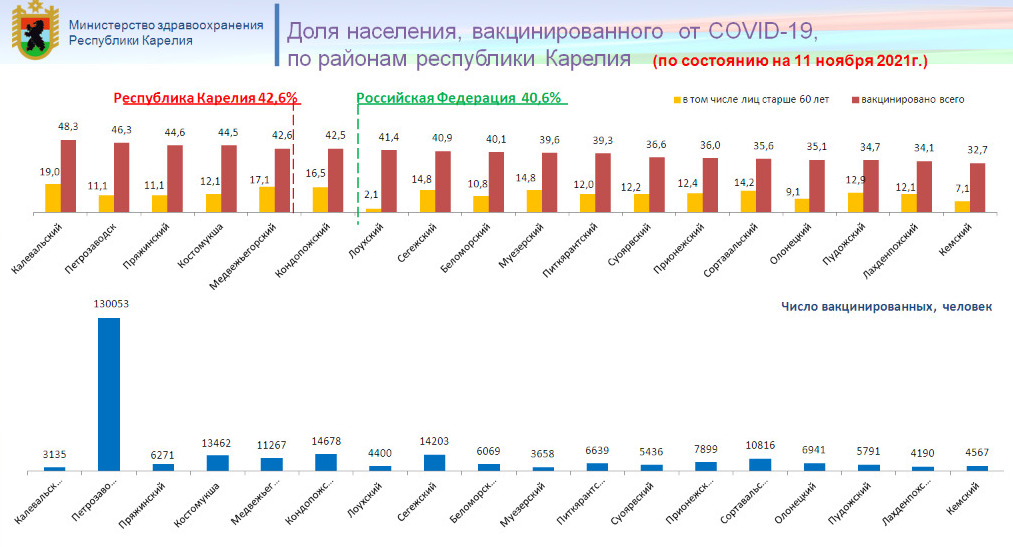 Министерство здравоохранения
Республики Карелия
Доля населения, вакцинированного от COVID-19,
по районам республики Карелия (по состоянию на 11 ноября 2021г.)
Республика Карелия 42,6%
Российская Федерация 40,6%
в том числе лиц старше 60 лет
вакцинировано всего
48,3 46,3 44,6 44,5 42,6 42,5 41,4 40,9 40,1 39,6 39,3 36,6 36,0 35,6 35,1 34,7 34,1 32,7
19,0 11,1 11,1 12,1 17,1 16,5 2,1 14,8 10,8 14,8 12,0 12,2 12,4 14,2 9,1 12,9 12,1 7,1
Калевальский
Петрозаводск
Пряжинский
Костомукша
Медвежьегорский
Кондопожский
Лоухский
Сегежский
Беломорский
Муезерский
Питкярантский
Суоярвский
Прионежский
Сортавальский
Олонецкий
Пудожский
Лахденпохский
Кемский
Число вакцинированных, человек
130053
3135 6271 13462 11267 14678 4400 14203 6069 3658 6639 5436 7899 10816 6941 5791 4190 4567
Калевальск...
Петрозаво...
Пряжинский
Костомукша
Медвежьег...
Кондопожс...
Лоухский
Сегежский
Беломорск...
Муезерский
Питкярантс...
Суоярвский
Прионежск...
Сортавальс...
Олонецкий
Пудожский
Лахденпохс...
Кемский